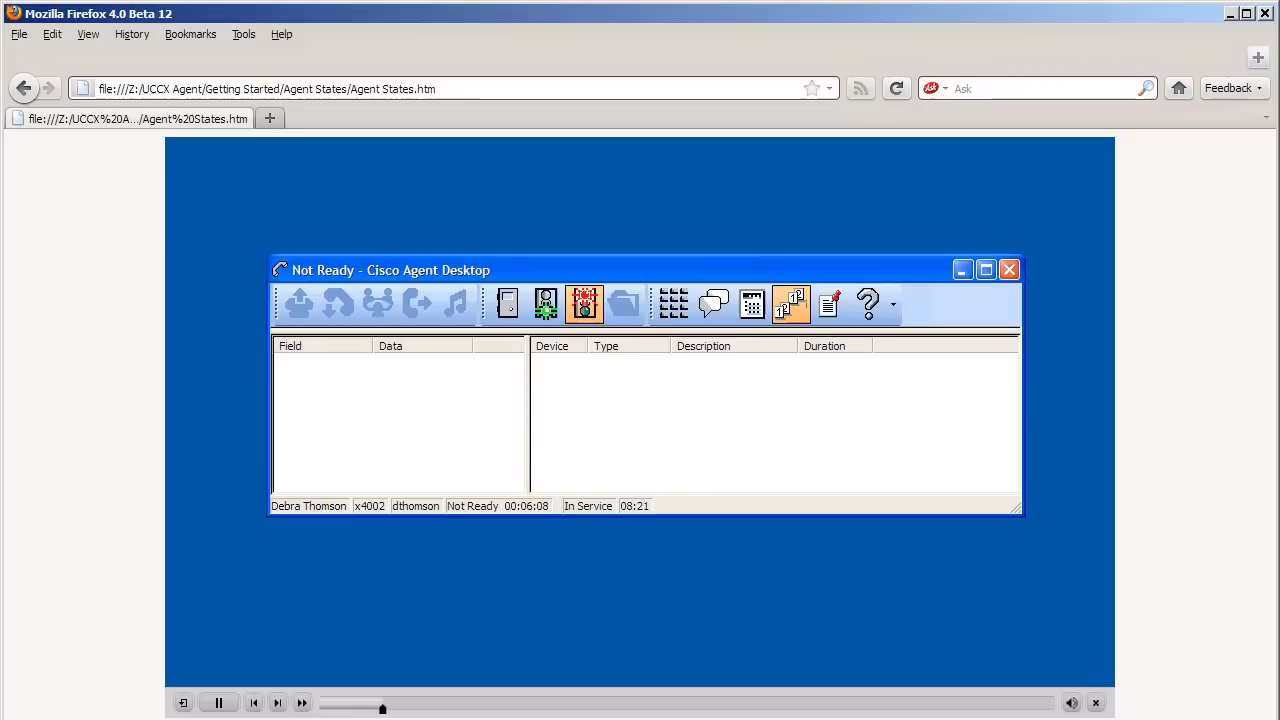 Mozilla Firefox 4.0 Beta 12
File Edit View History Bookmarks Tools Help
file:///Z:/UCCX Agent/Getting Started/Agent States/Agent States.htm Ask Feedback
file:///Z:/UCCX%20A.../Agent%20States.htm
Not Ready - Cisco Agent Desktop
Field Data Device Type Description Duration
Debra Thomson x4002 dthomson Not Ready 00:06:08 In Service 08:21